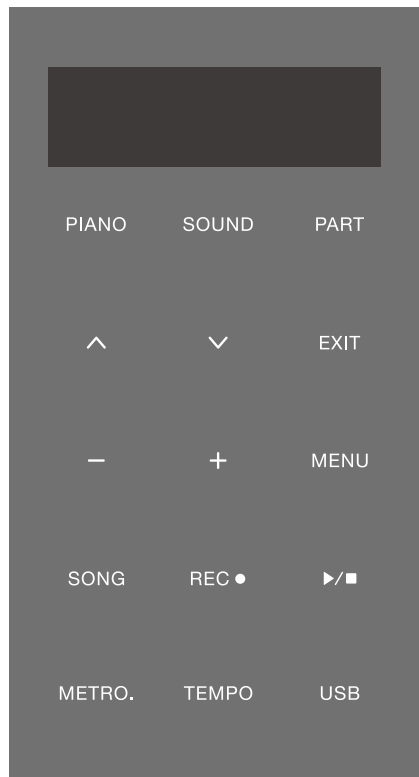 PIANO SOUND PART
EXIT
− + MENU
SONG REC ● ▶/■
METRO. TEMPO USB